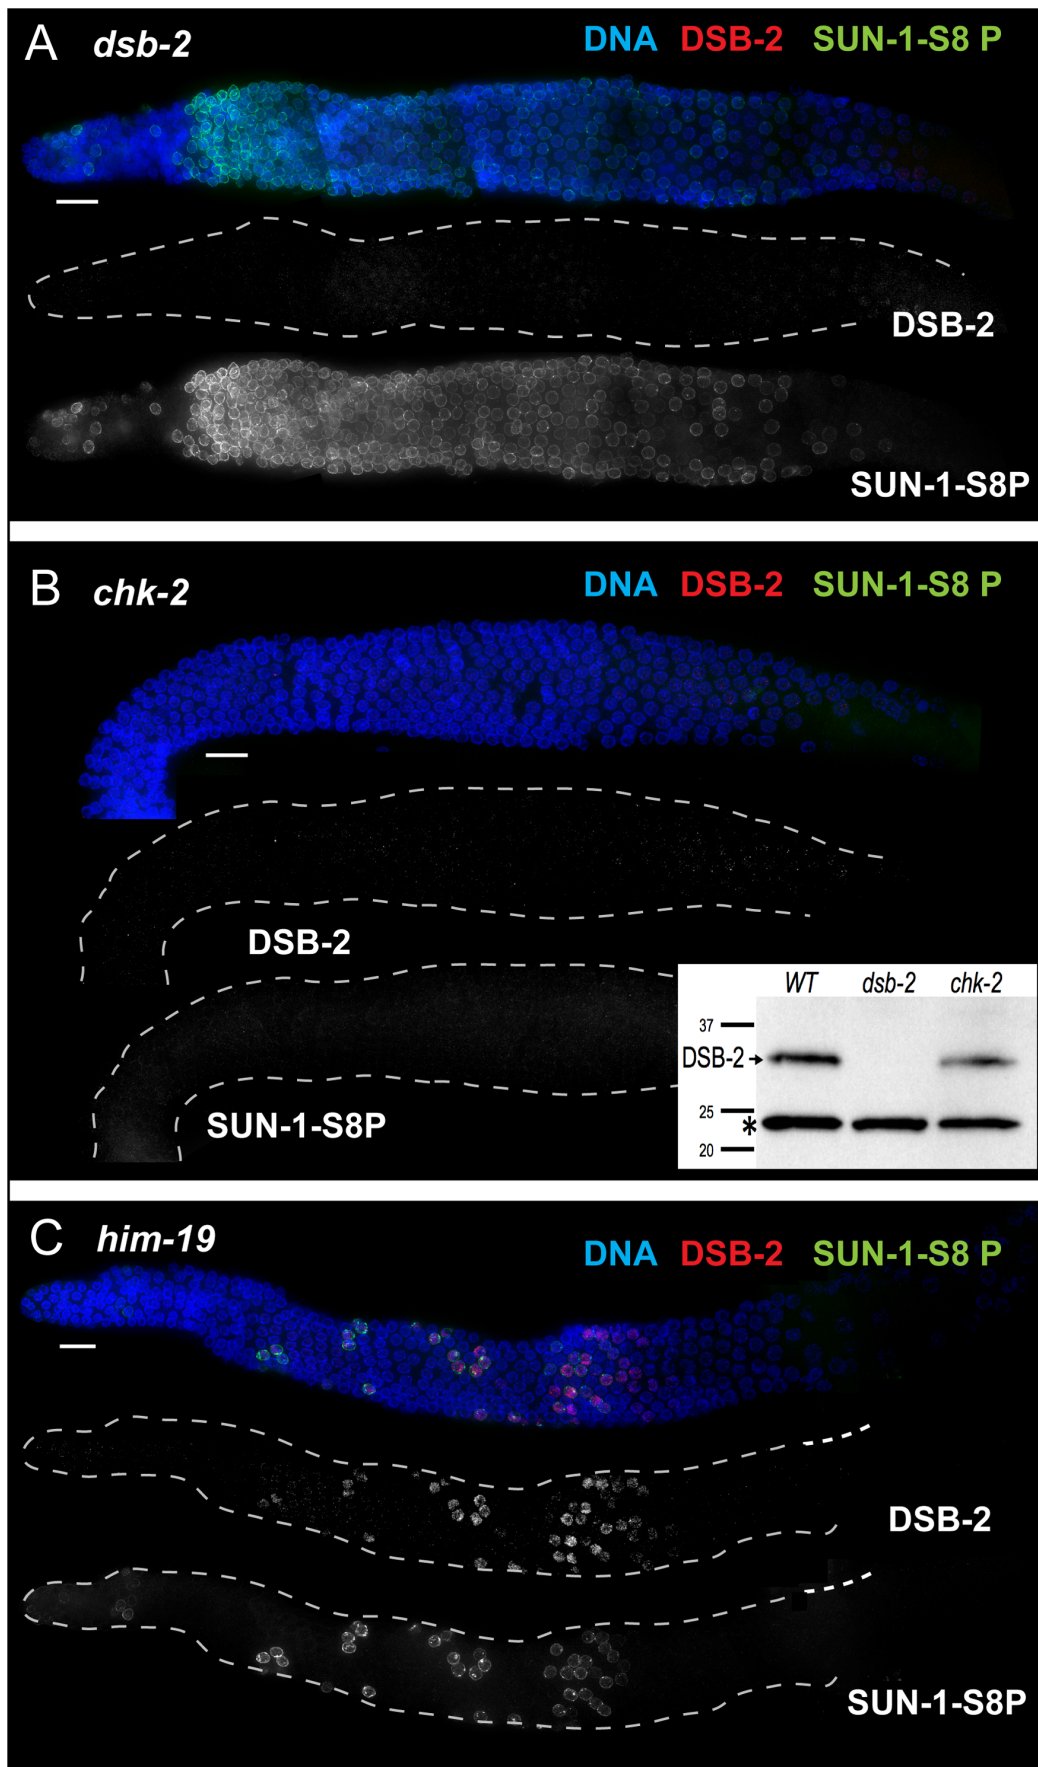 A dsb-2 DNA DSB-2 SUN-1-S8 P
DSB-2
SUN-1-S8P
B chk-2 DNA DSB-2 SUN-1-S8 P
DSB-2
SUN-1-S8P
WT dsb-2 chk-2
37
DSB-2
25
*
20
C him-19 DNA DSB-2 SUN-1-S8 P
DSB-2
SUN-1-S8P